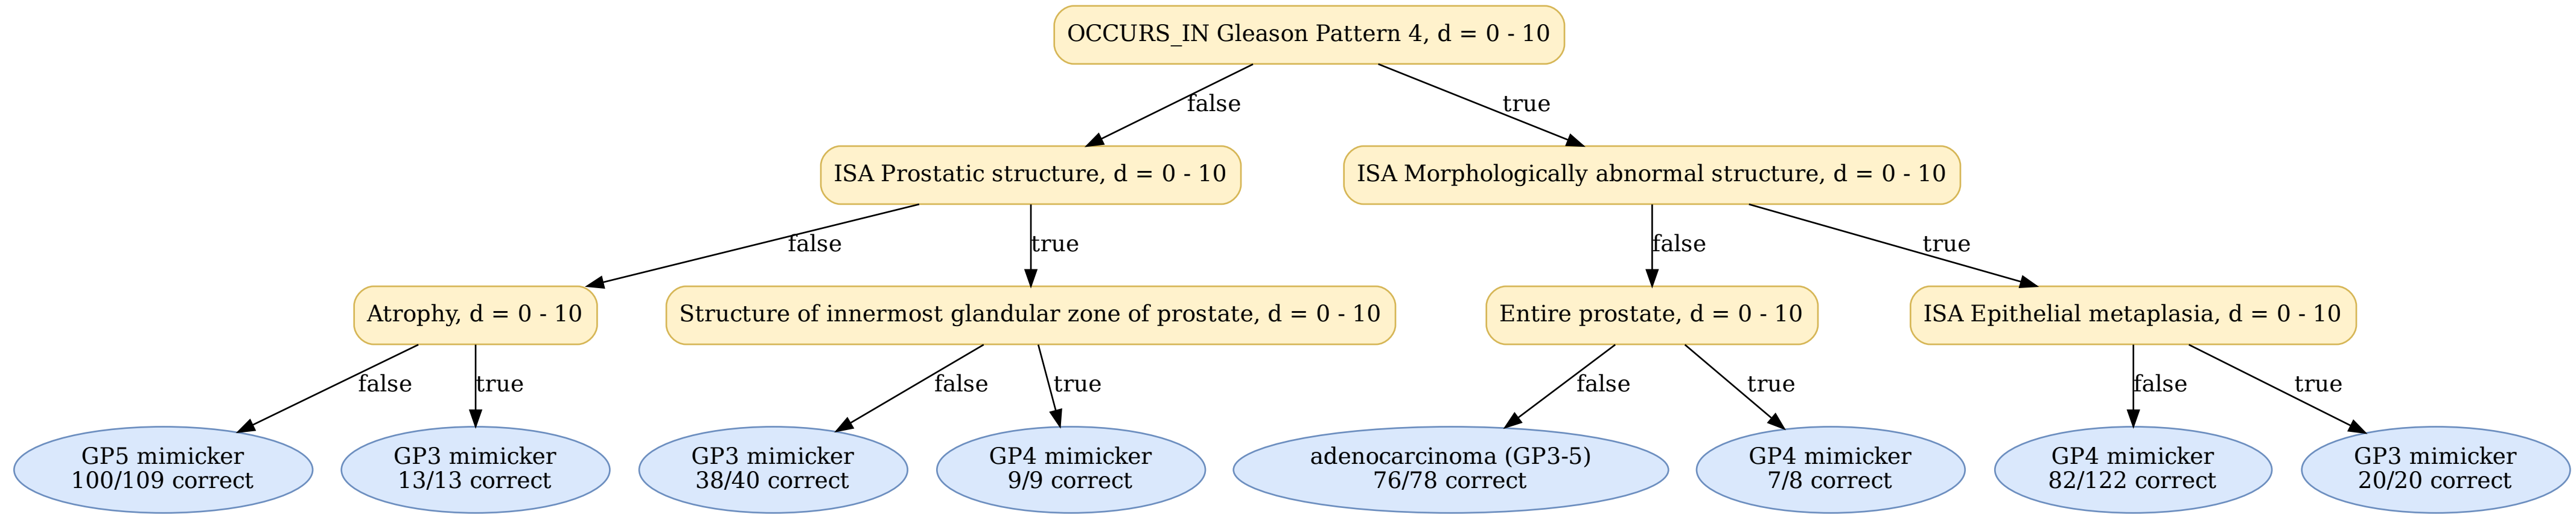 OCCURS_IN Gleason Pattern 4, d = 0 - 10
false
true
ISA Prostatic structure, d = 0 - 10
ISA Morphologically abnormal structure, d = 0 - 10
false
true
false
true
Atrophy, d = 0 - 10
Structure of innermost glandular zone of prostate, d = 0 - 10
Entire prostate, d = 0 - 10
ISA Epithelial metaplasia, d = 0 - 10
false
true
false
true
false
true
false
true
GP5 mimicker
100/109 correct
GP3 mimicker
13/13 correct
GP3 mimicker
38/40 correct
GP4 mimicker
9/9 correct
adenocarcinoma (GP3-5)
76/78 correct
GP4 mimicker
7/8 correct
GP4 mimicker
82/122 correct
GP3 mimicker
20/20 correct